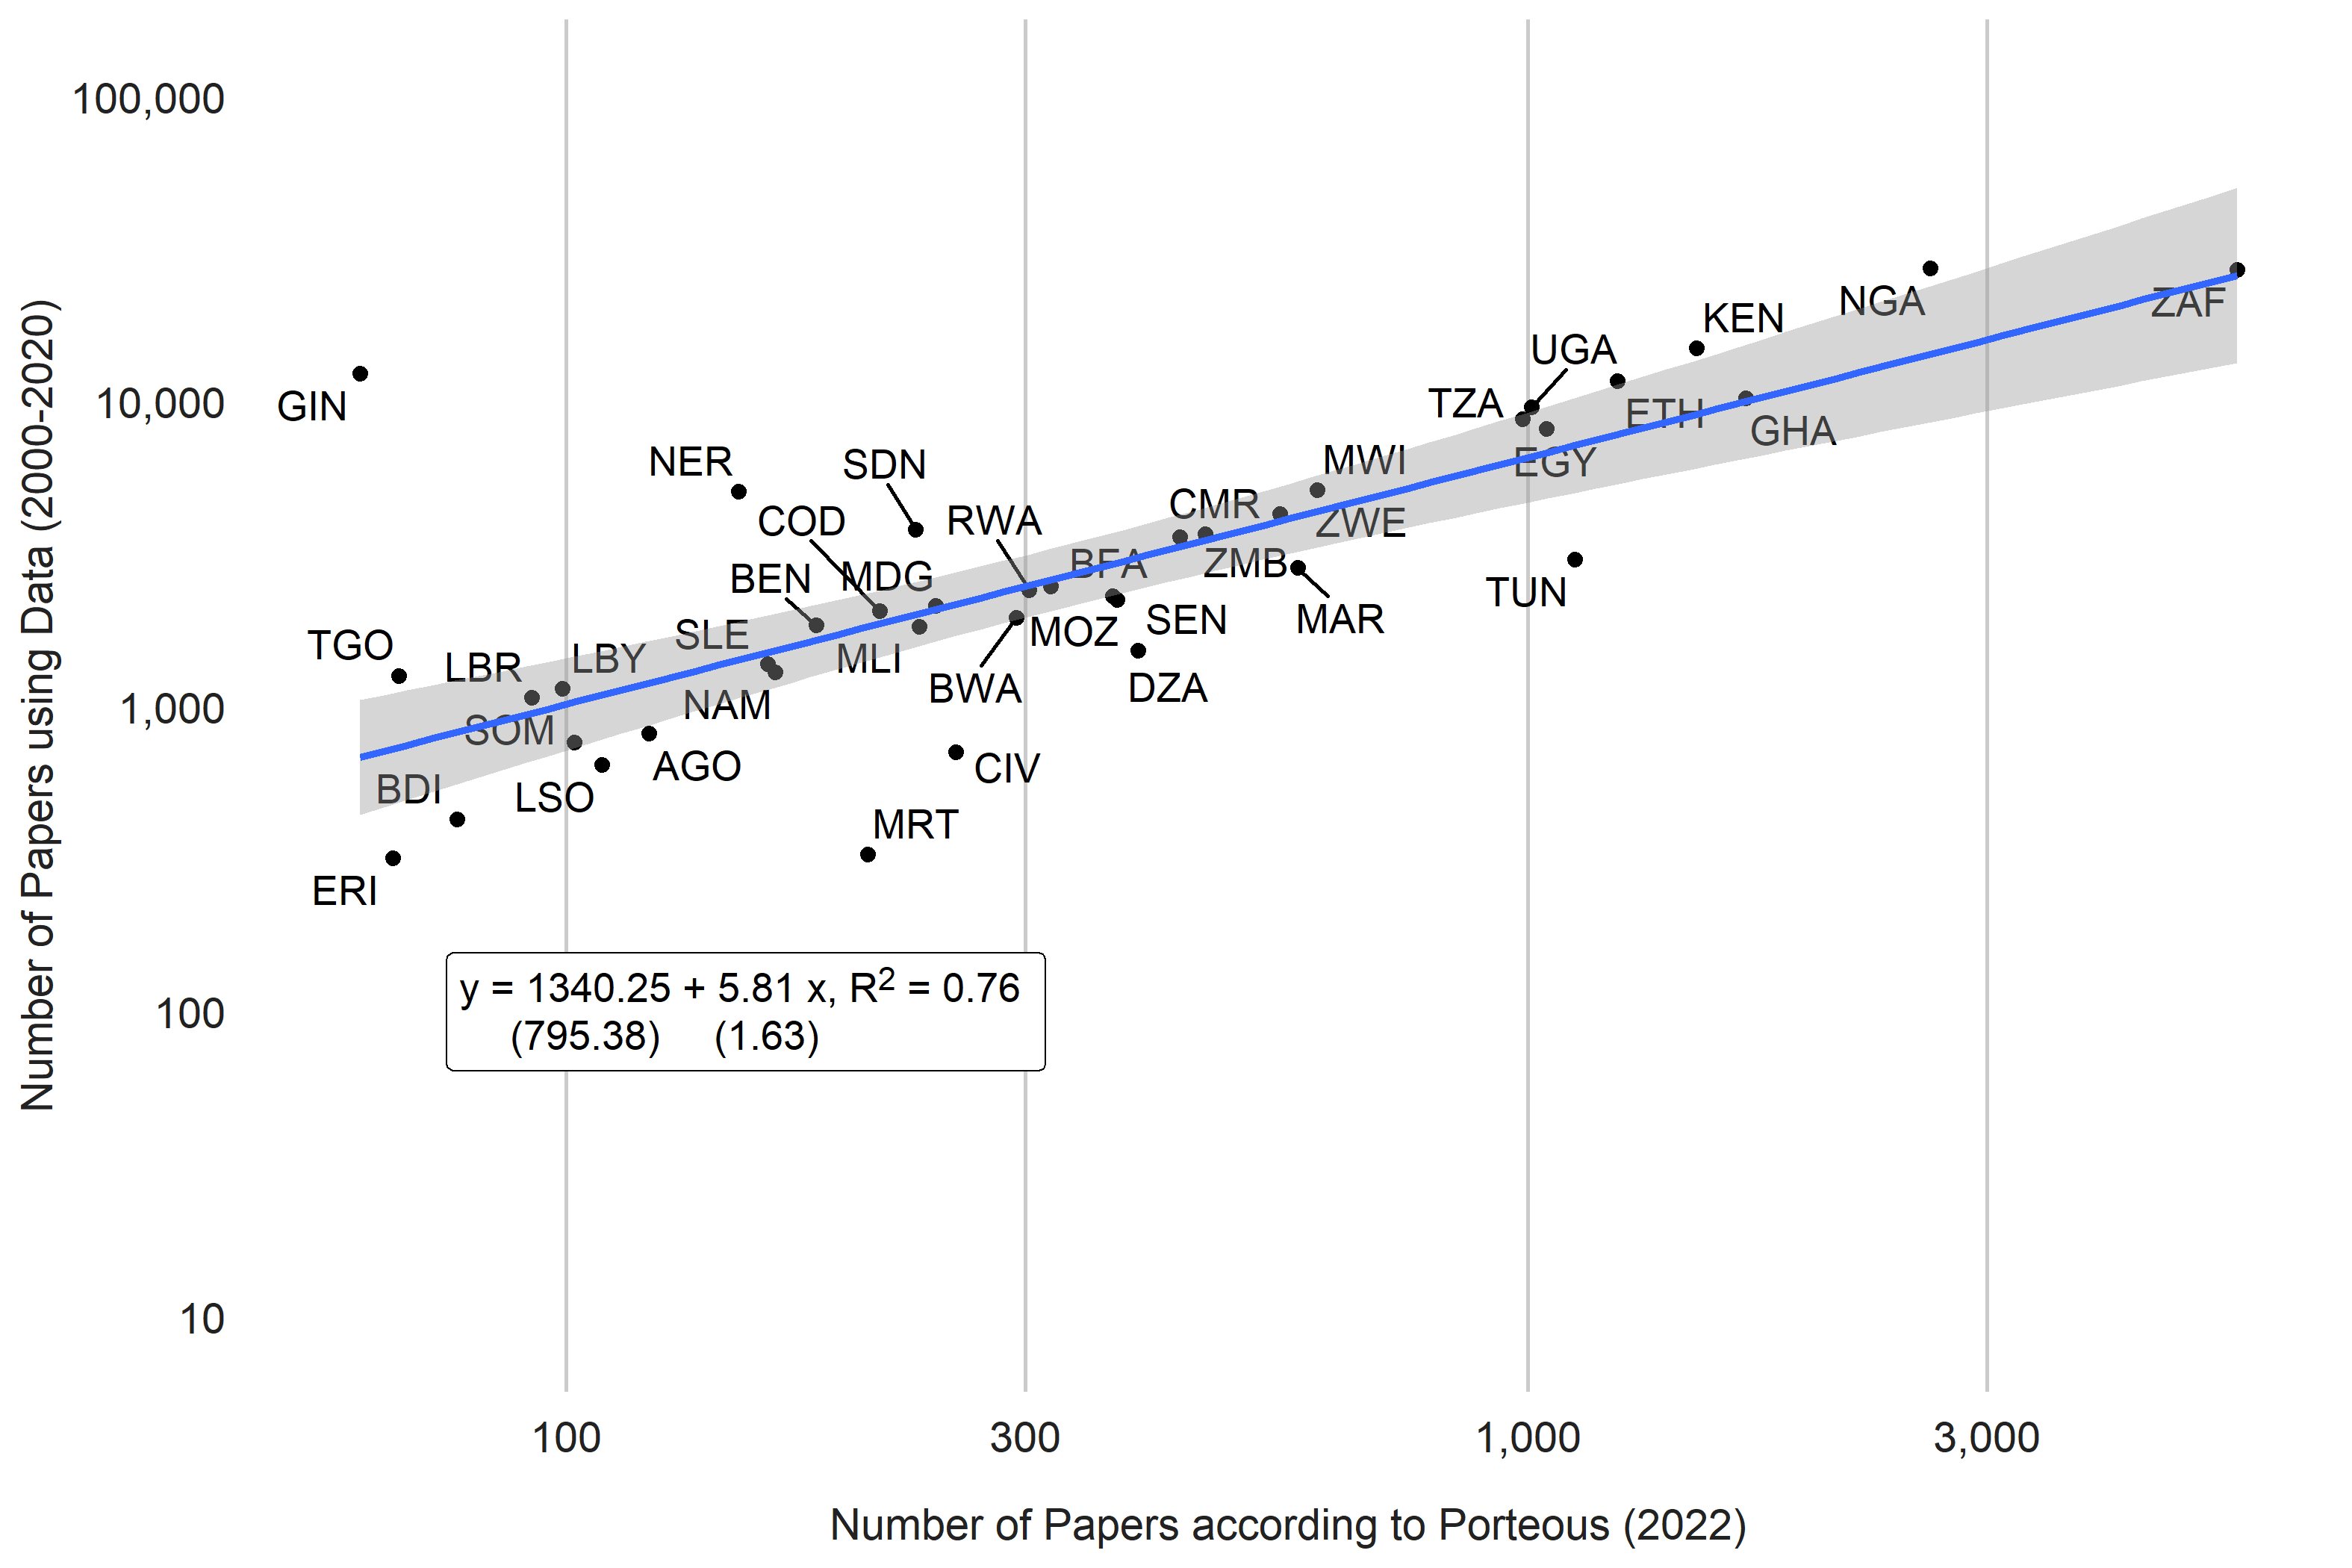 100,000
10,000
1,000
100
10
Number of Papers using Data (2000-2020)
ZAF
NGA
KEN
UGA
TZA
ETH
GHA
EGY
GIN
NER
SDN
MWI
COD
RWA
CMR
ZWE
BEN
MDG
BFA
ZMB
TUN
MAR
SEN
MOZ
SLE
TGO
LBR
LBY
MLI
BWA
DZA
NAM
SOM
AGO
CIV
BDI
LSO
MRT
ERI
y = 1340.25 + 5.81 x, R² = 0.76
(795.38) (1.63)
100 300 1,000 3,000
Number of Papers according to Porteous (2022)